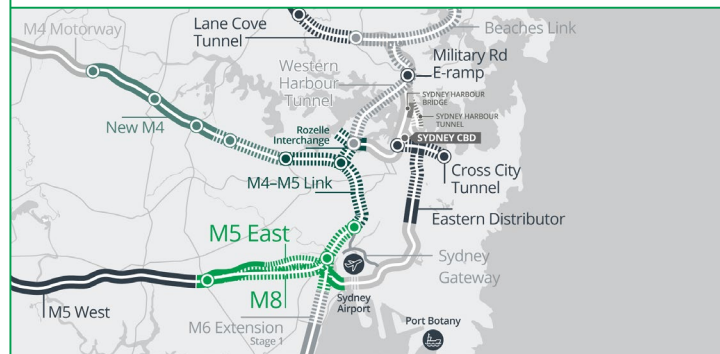 M4 Motorway
Lane Cove
Tunnel
Beaches Link
Western
Harbour
Tunnel
Military Rd
E-ramp
SYDNEY HARBOUR
BRIDGE
SYDNEY HARBOUR
TUNNEL
New M4
Rozelle
Interchange
SYDNEY CBD
M4–M5 Link
Cross City
Tunnel
Eastern Distributor
M5 East
Sydney
Gateway
M8
Sydney
Airport
M5 West
M6 Extension
Stage 1
Port Botany